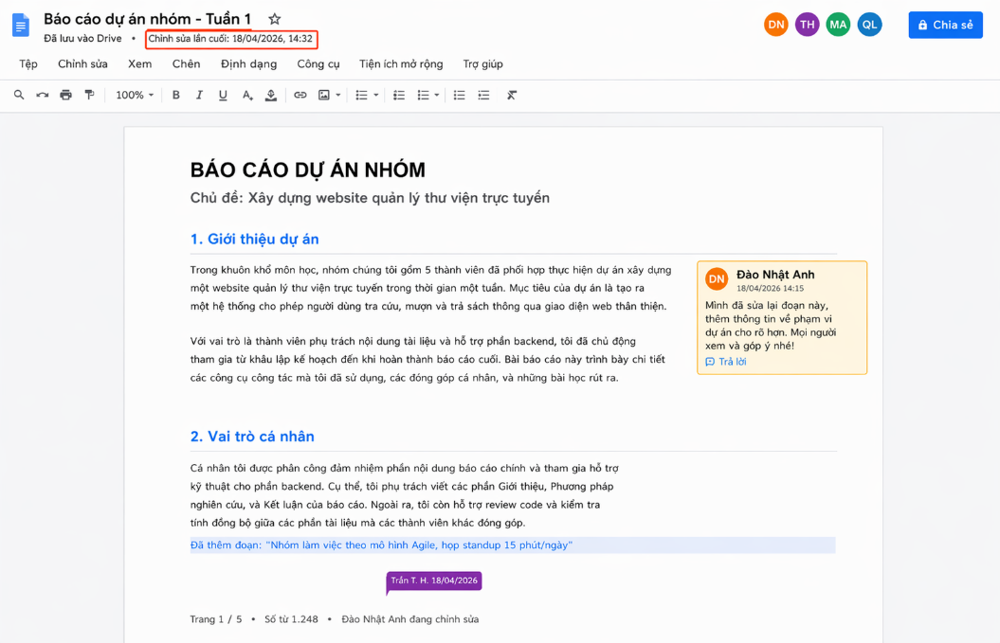 Báo cáo dự án nhóm - Tuần 1
Đã lưu vào Drive • Chỉnh sửa lần cuối: 18/04/2026, 14:32
DN TH MA QL
Chia sẻ
Tệp Chỉnh sửa Xem Chèn Định dạng Công cụ Tiện ích mở rộng Trợ giúp
100% B I U A
BÁO CÁO DỰ ÁN NHÓM
Chủ đề: Xây dựng website quản lý thư viện trực tuyến
1. Giới thiệu dự án
Trong khuôn khổ môn học, nhóm chúng tôi gồm 5 thành viên đã phối hợp thực hiện dự án xây dựng
một website quản lý thư viện trực tuyến trong thời gian một tuần. Mục tiêu của dự án là tạo ra
một hệ thống cho phép người dùng tra cứu, mượn và trả sách thông qua giao diện web thân thiện.
Với vai trò là thành viên phụ trách nội dung tài liệu và hỗ trợ phần backend, tôi đã chủ động
tham gia từ khâu lập kế hoạch đến khi hoàn thành báo cáo cuối. Bài báo cáo này trình bày chi tiết
các công cụ công tác mà tôi đã sử dụng, các đóng góp cá nhân, và những bài học rút ra.
DN
Đào Nhật Anh
18/04/2026 14:15
Mình đã sửa lại đoạn này,
thêm thông tin về phạm vi
dự án cho rõ hơn. Mọi người
xem và góp ý nhé!
Trả lời
2. Vai trò cá nhân
Cá nhân tôi được phân công đảm nhiệm phần nội dung báo cáo chính và tham gia hỗ trợ
kỹ thuật cho phần backend. Cụ thể, tôi phụ trách viết các phần Giới thiệu, Phương pháp
nghiên cứu, và Kết luận của báo cáo. Ngoài ra, tôi còn hỗ trợ review code và kiểm tra
tính đồng bộ giữa các phần tài liệu mà các thành viên khác đóng góp.
Đã thêm đoạn: "Nhóm làm việc theo mô hình Agile, họp standup 15 phút/ngày"
Trần T. H. 18/04/2026
Trang 1 / 5 • Số từ 1.248 • Đào Nhật Anh đang chỉnh sửa